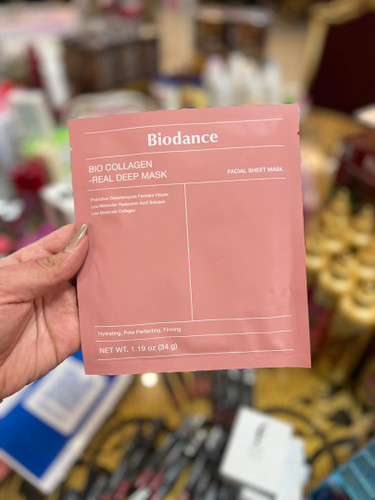 Biodance
BIO COLLAGEN
-REAL DEEP MASK
FACIAL SHEET MASK
Probiotics Galactomyces Ferment Filtrate
Low Molecular Hyaluronic Acid Solution
Low Molecular Collagen
Hydrating, Pore Perfecting, Firming
NET WT. 1.19 oz (34 g)